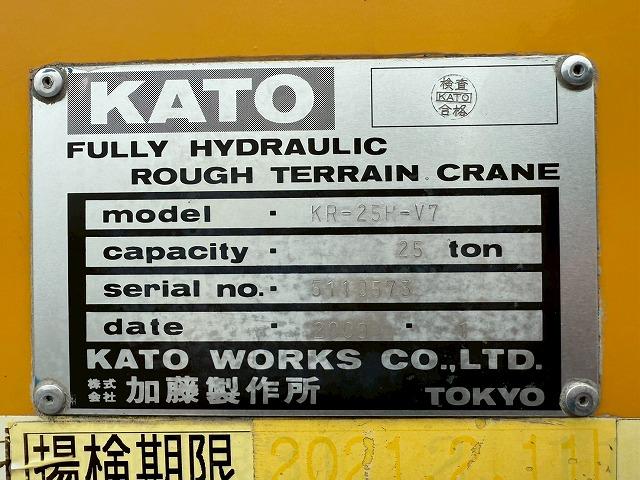 KATO
検査
KATO
合格
FULLY HYDRAULIC
ROUGH TERRAIN CRANE
model · KR-25H-V7
capacity · 25 ton
serial no. · 5110573
date ·
KATO WORKS CO.,LTD.
株式会社 加藤製作所 TOKYO
揚検期限 2021.2.11